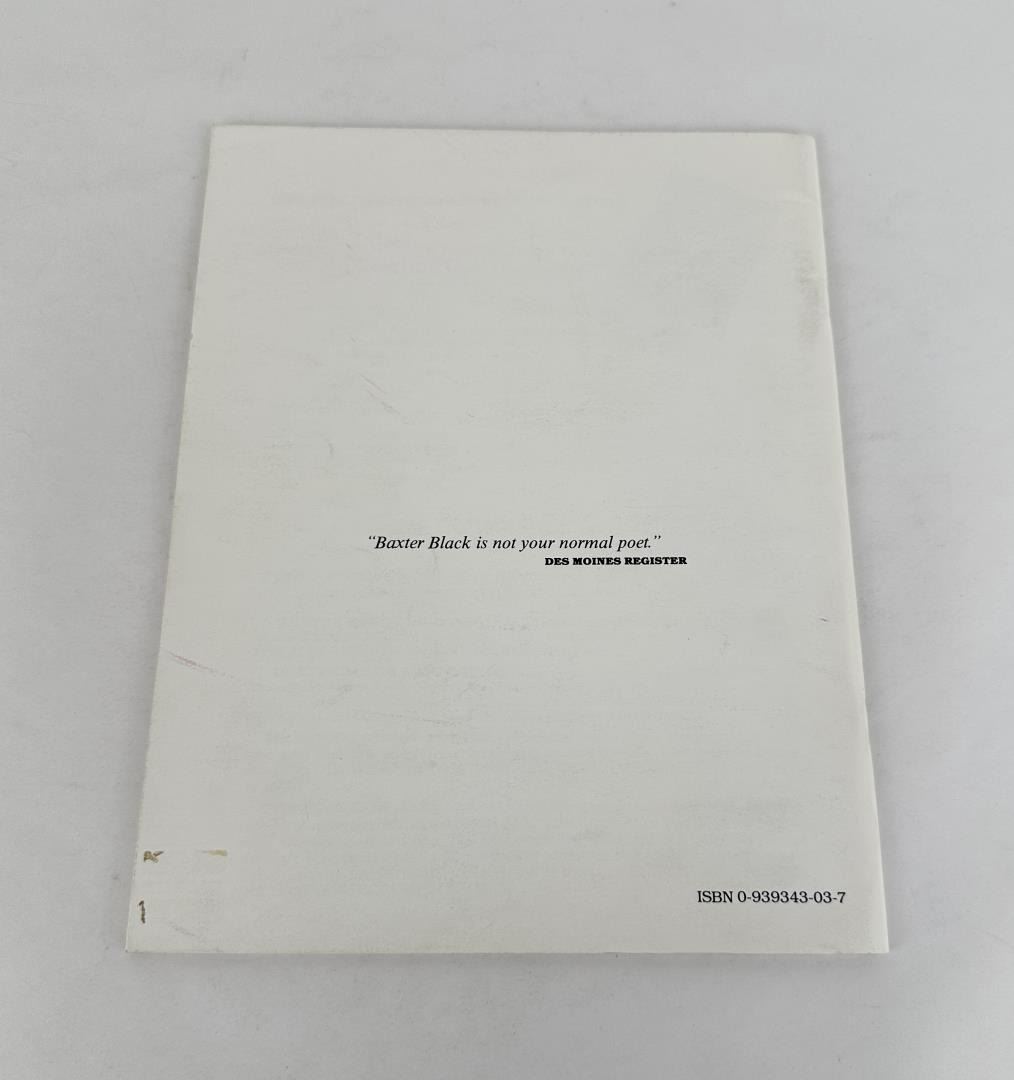 “Baxter Black is not your normal poet.”
DES MOINES REGISTER
ISBN 0-939343-03-7